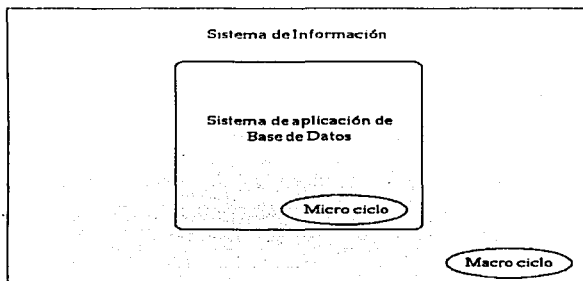 Sistema de Información
Sistema de aplicación de
Base de Datos
Micro ciclo
Macro ciclo